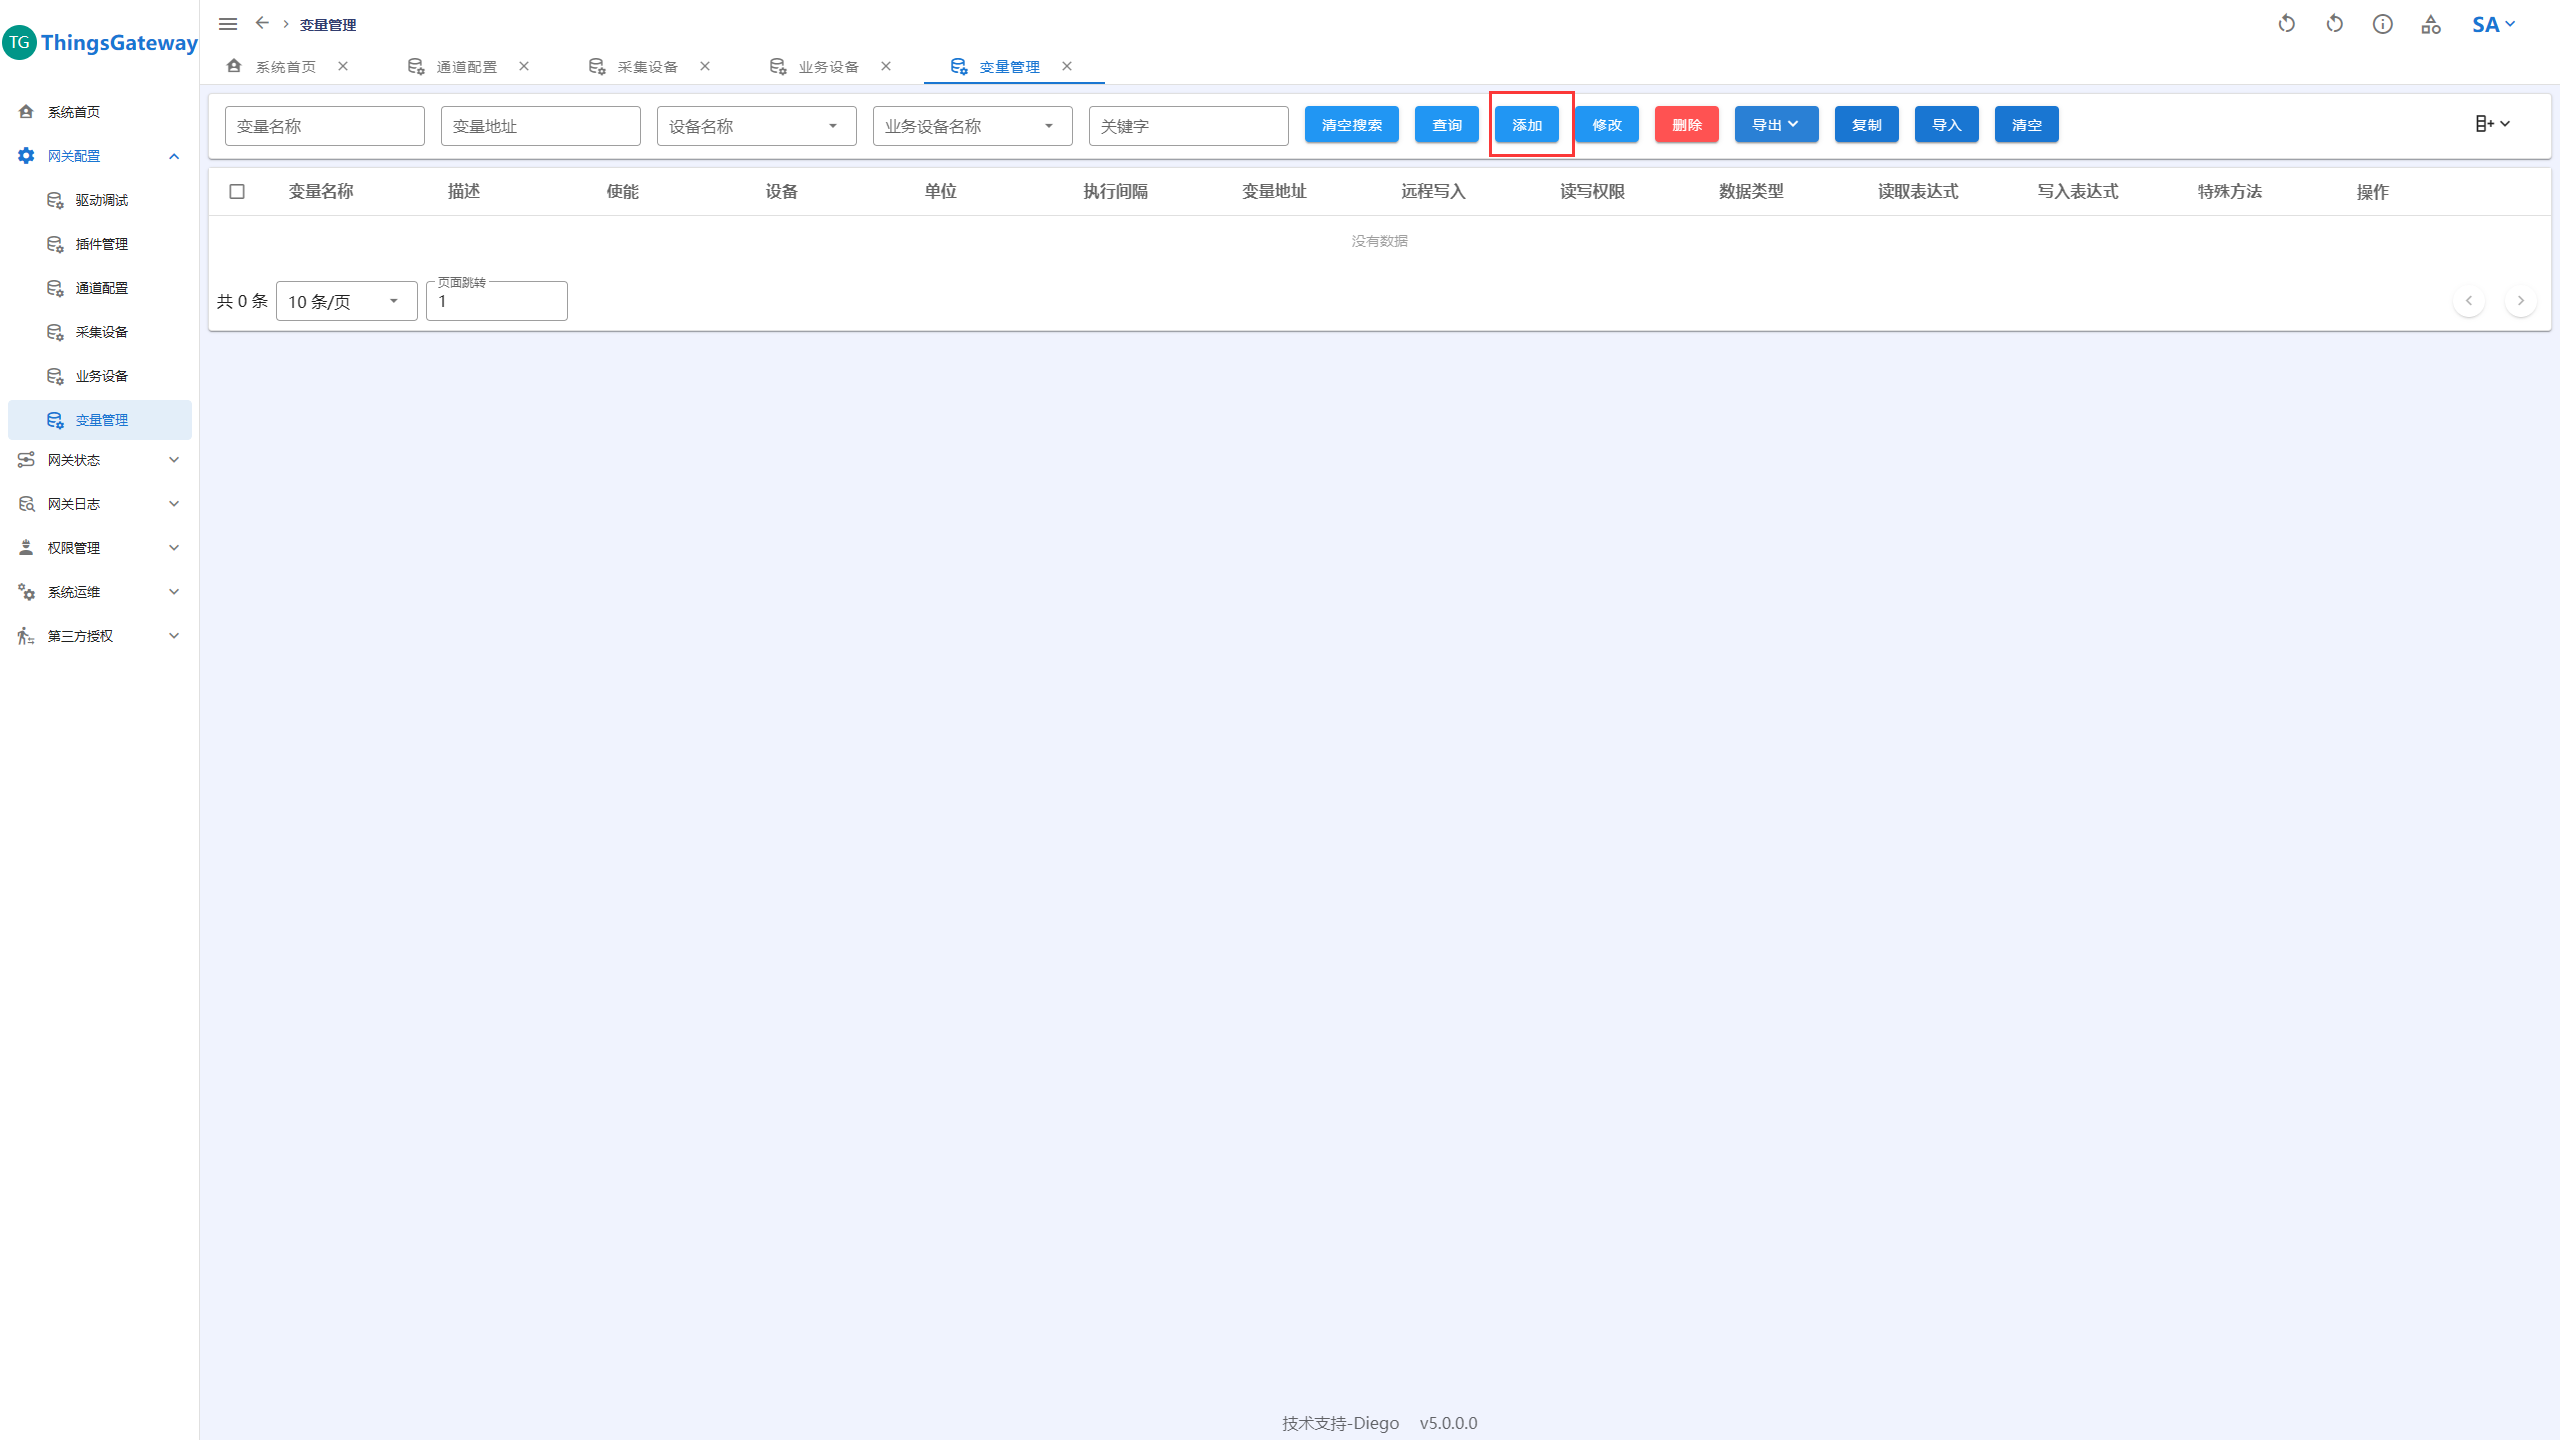 TG ThingsGateway
系统首页
网关配置
驱动调试
插件管理
通道配置
采集设备
业务设备
变量管理
网关状态
网关日志
权限管理
系统运维
第三方授权
变量管理
SA
系统首页 通道配置 采集设备 业务设备 变量管理
变量名称 变量地址 设备名称 业务设备名称 关键字 清空搜索 查询 添加 修改 删除 导出 复制 导入 清空
变量名称 描述 使能 设备 单位 执行间隔 变量地址 远程写入 读写权限 数据类型 读取表达式 写入表达式 特殊方法 操作
没有数据
页面跳转
共 0 条 10 条/页 1
技术支持-Diego v5.0.0.0